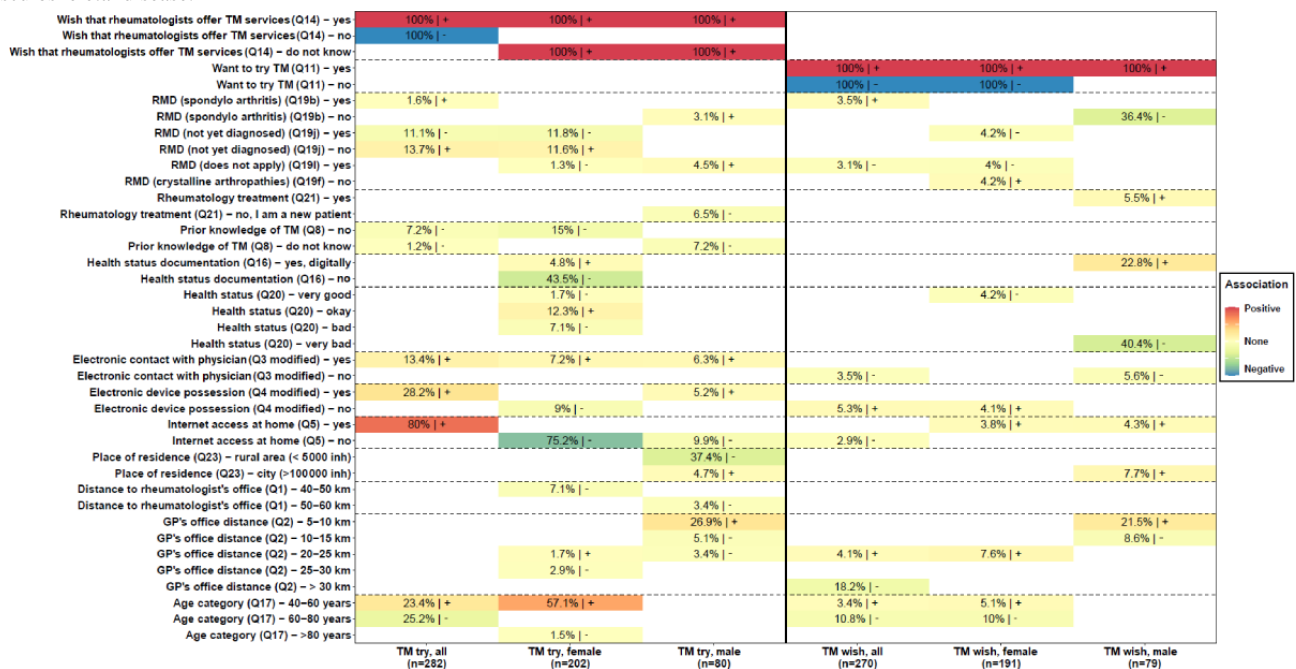 Wish that rheumatologists offer TM services (Q14) − yes 100% | + 100% | + 100% | +
Wish that rheumatologists offer TM services (Q14) − no 100% | -
Wish that rheumatologists offer TM services (Q14) − do not know 100% | + 100% | +
Want to try TM (Q11) − yes 100% | + 100% | + 100% | +
Want to try TM (Q11) − no 100% | - 100% | -
RMD (spondylo arthritis) (Q19b) − yes 1.6% | + 3.5% | +
RMD (spondylo arthritis) (Q19b) − no 3.1% | + 36.4% | -
RMD (not yet diagnosed) (Q19j) − yes 11.1% | - 11.8% | - 4.2% | -
RMD (not yet diagnosed) (Q19j) − no 13.7% | + 11.6% | +
RMD (does not apply) (Q19l) − yes 1.3% | - 4.5% | + 3.1% | - 4% | -
RMD (crystalline arthropathies) (Q19f) − no 4.2% | +
Rheumatology treatment (Q21) − yes 5.5% | +
Rheumatology treatment (Q21) − no, I am a new patient 6.5% | -
Prior knowledge of TM (Q8) − no 7.2% | - 15% | -
Prior knowledge of TM (Q8) − do not know 1.2% | - 7.2% | -
Health status documentation (Q16) − yes, digitally 4.8% | + 22.8% | +
Health status documentation (Q16) − no 43.5% | -
Health status (Q20) − very good 1.7% | - 4.2% | -
Health status (Q20) − okay 12.3% | +
Health status (Q20) − bad 7.1% | -
Health status (Q20) − very bad 40.4% | -
Electronic contact with physician (Q3 modified) − yes 13.4% | + 7.2% | + 6.3% | +
Electronic contact with physician (Q3 modified) − no 3.5% | - 5.6% | -
Electronic device possession (Q4 modified) − yes 28.2% | + 5.2% | +
Electronic device possession (Q4 modified) − no 9% | - 5.3% | + 4.1% | +
Internet access at home (Q5) − yes 80% | + 3.8% | + 4.3% | +
Internet access at home (Q5) − no 75.2% | - 9.9% | - 2.9% | -
Place of residence (Q23) − rural area (< 5000 inh) 37.4% | -
Place of residence (Q23) − city (>100000 inh) 4.7% | + 7.7% | +
Distance to rheumatologist's office (Q1) − 40−50 km 7.1% | -
Distance to rheumatologist's office (Q1) − 50−60 km 3.4% | -
GP's office distance (Q2) − 5−10 km 26.9% | + 21.5% | +
GP's office distance (Q2) − 10−15 km 5.1% | - 8.6% | -
GP's office distance (Q2) − 20−25 km 1.7% | + 3.4% | - 4.1% | + 7.6% | +
GP's office distance (Q2) − 25−30 km 2.9% | -
GP's office distance (Q2) − > 30 km 18.2% | -
Age category (Q17) − 40−60 years 23.4% | + 57.1% | + 3.4% | + 5.1% | +
Age category (Q17) − 60−80 years 25.2% | - 10.8% | - 10% | -
Age category (Q17) − >80 years 1.5% | -
TM try, all TM try, female TM try, male TM wish, all TM wish, female TM wish, male
(n=282) (n=202) (n=80) (n=270) (n=191) (n=79)
Association
Positive
None
Negative